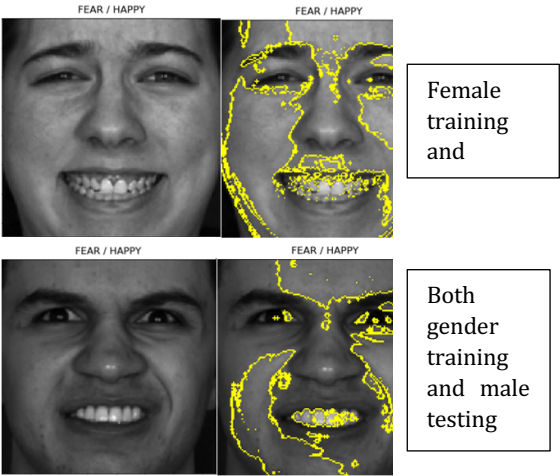 FEAR / HAPPY
FEAR / HAPPY
Female
training
and
FEAR / HAPPY
FEAR / HAPPY
Both
gender
training
and male
testing